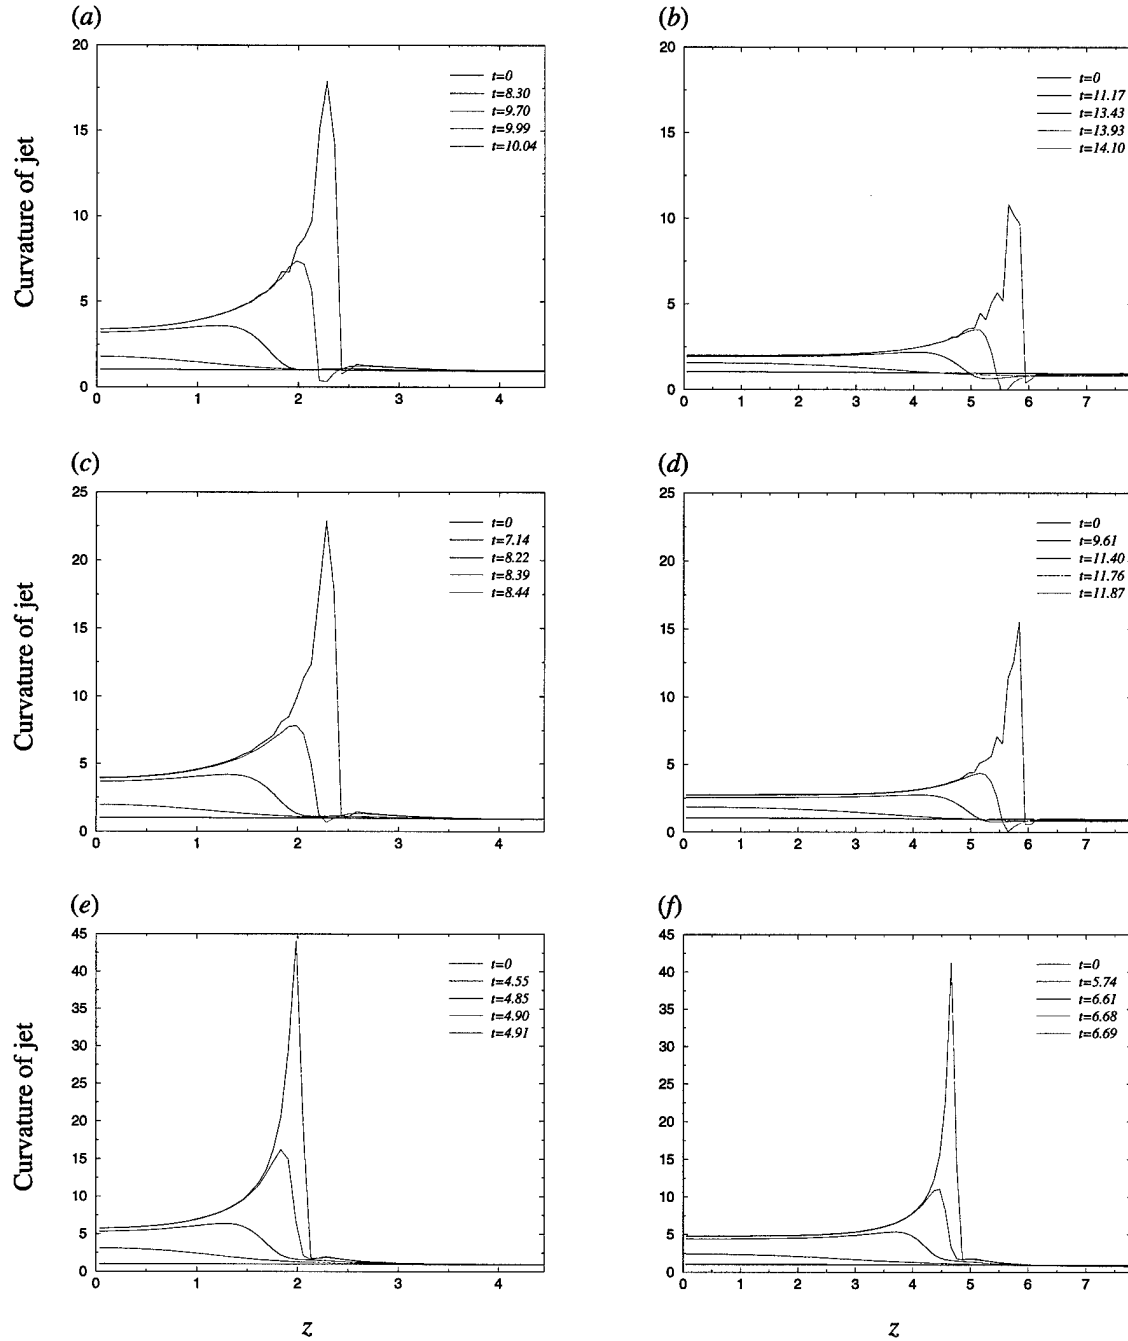 (a)
20
15
10
5
0
0 1 2 3 4
t=0
t=8.30
t=9.70
t=9.99
t=10.04
Curvature of jet
(b)
20
15
10
5
0
0 1 2 3 4 5 6 7
t=0
t=11.17
t=13.43
t=13.93
t=14.10
(c)
25
20
15
10
5
0
0 1 2 3 4
t=0
t=7.14
t=8.22
t=8.39
t=8.44
Curvature of jet
(d)
25
20
15
10
5
0
0 1 2 3 4 5 6 7
t=0
t=9.61
t=11.40
t=11.76
t=11.87
(e)
45
40
35
30
25
20
15
10
5
0
0 1 2 3 4
t=0
t=4.55
t=4.85
t=4.90
t=4.91
Curvature of jet
z
(f)
45
40
35
30
25
20
15
10
5
0
0 1 2 3 4 5 6 7
t=0
t=5.74
t=6.61
t=6.68
t=6.69
z